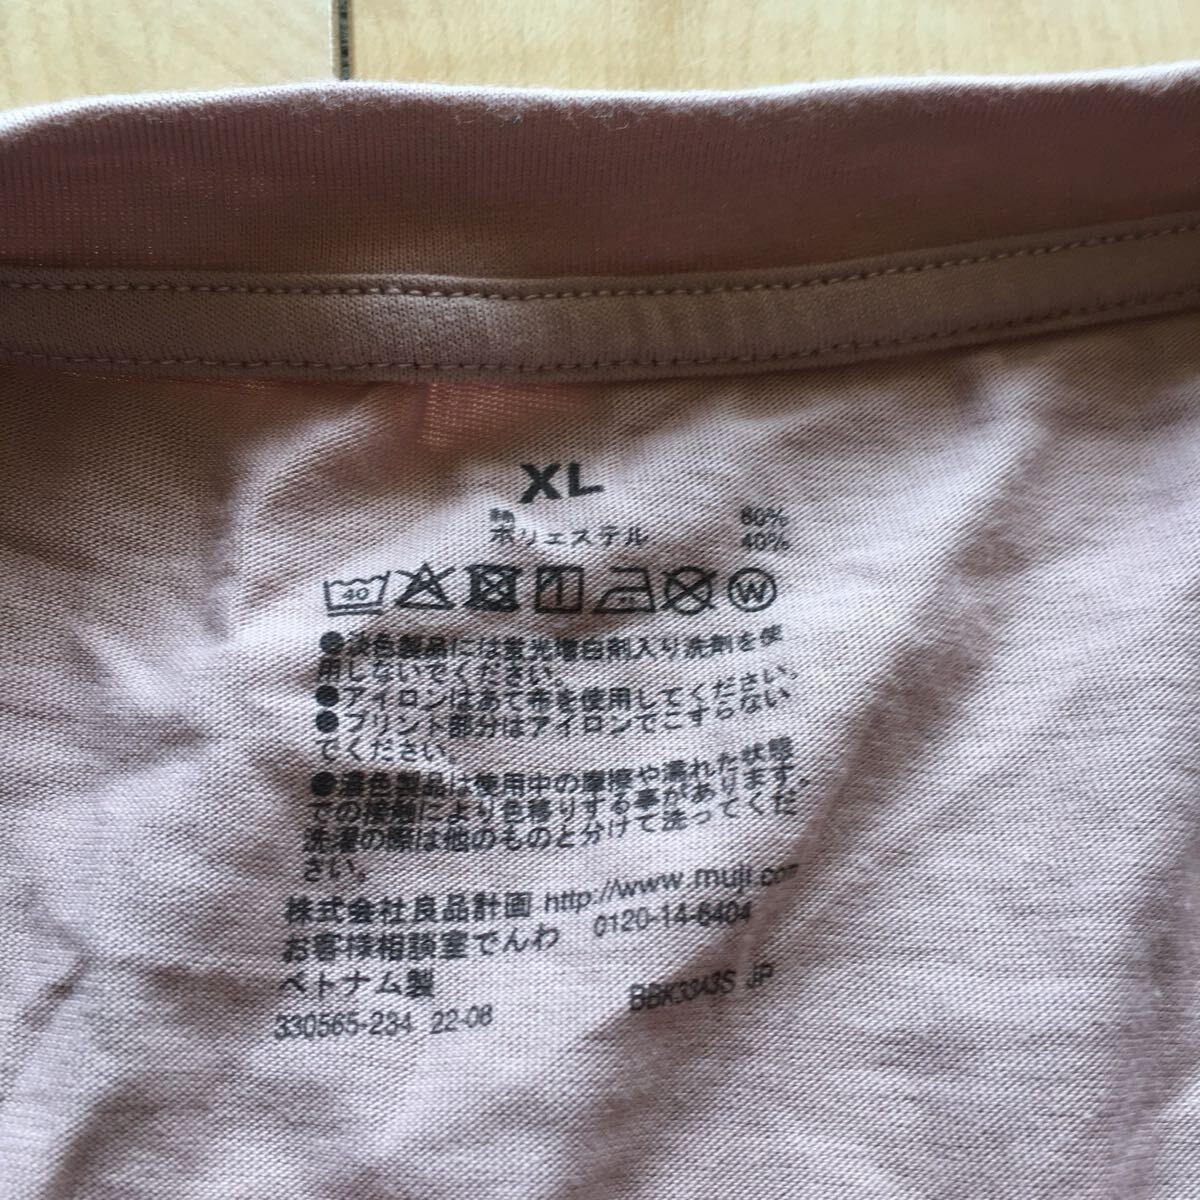 XL
綿 60%
ポリエステル 40%
40 W
●淡色製品には蛍光増白剤入り洗剤を使
用しないでください。
●アイロンはあて布を使用してください。
●プリント部分はアイロンでこすらない
でください。
●濃色製品は使用中の摩擦や濡れた状態
での接触により色移りする事があります。
洗濯の際は他のものと分けて洗ってくだ
さい。
株式会社良品計画 http://www.muji.com
お客様相談室でんわ 0120-14-6404
ベトナム製
330565-234 22-08 BBK3343S JP